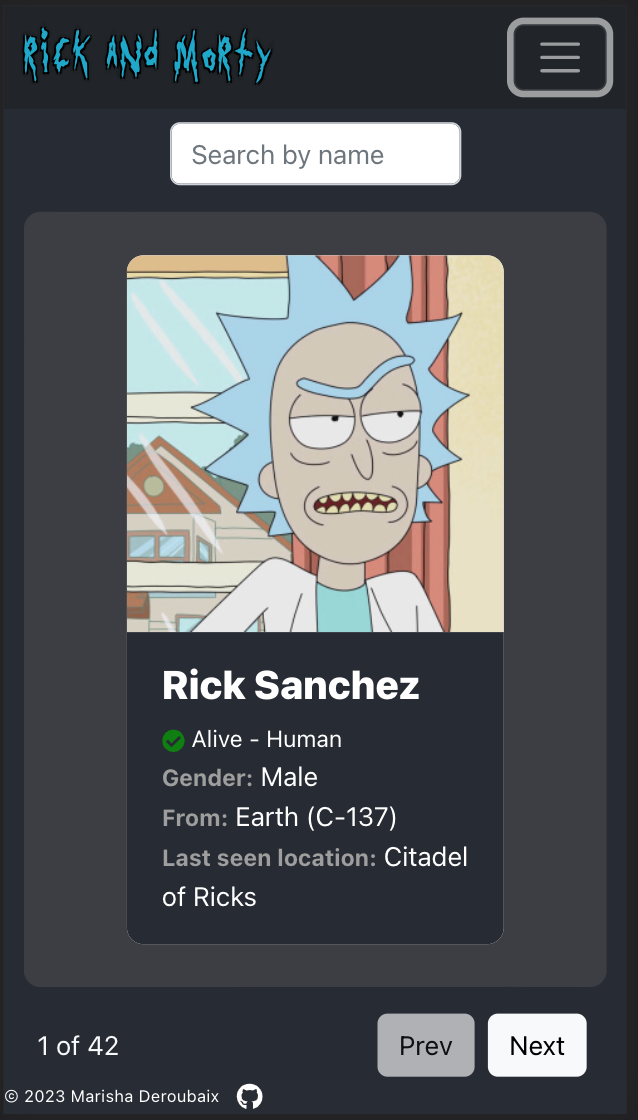 Rick and Morty
Search by name
Rick Sanchez
Alive - Human
Gender: Male
From: Earth (C-137)
Last seen location: Citadel
of Ricks
1 of 42
Prev
Next
© 2023 Marisha Deroubaix